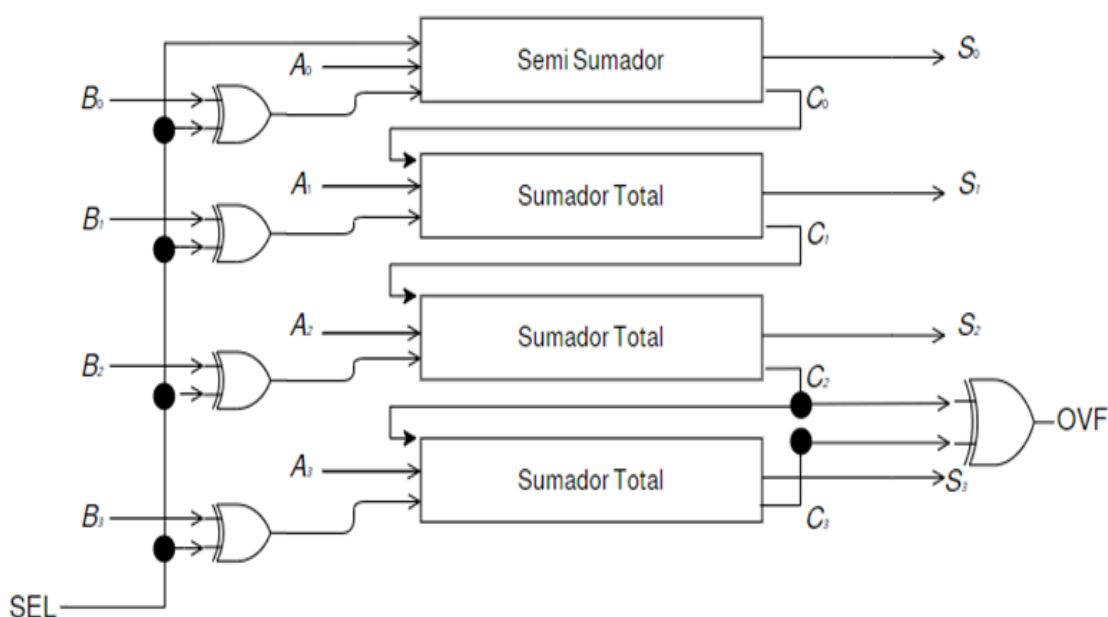 Semi Sumador
S₀
A₀
B₀
C₀
A₁
Sumador Total
S₁
B₁
C₁
A₂
Sumador Total
S₂
B₂
C₂
OVF
A₃
Sumador Total
S₃
B₃
C₃
SEL